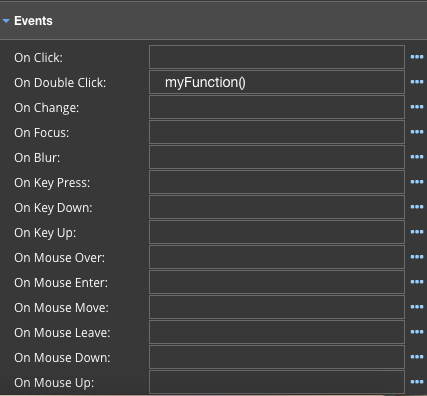 Events
On Click:
On Double Click: myFunction()
On Change:
On Focus:
On Blur:
On Key Press:
On Key Down:
On Key Up:
On Mouse Over:
On Mouse Enter:
On Mouse Move:
On Mouse Leave:
On Mouse Down:
On Mouse Up: